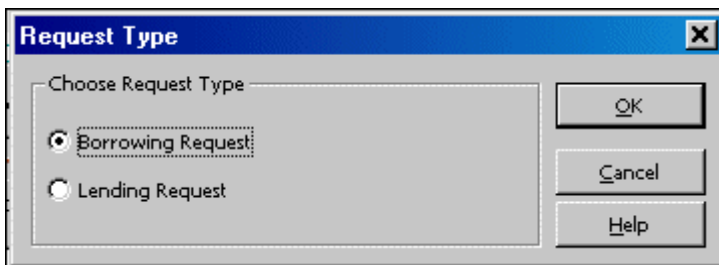 Request Type
Choose Request Type
Borrowing Request
Lending Request
OK
Cancel
Help